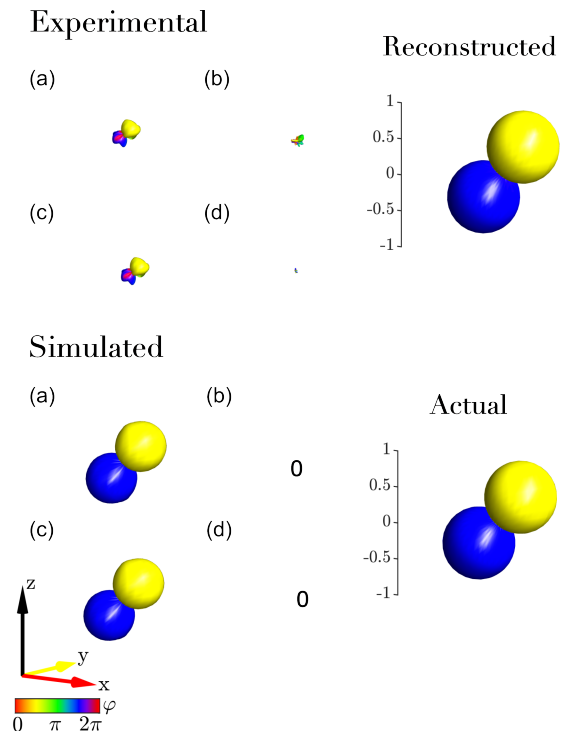 Experimental
Reconstructed
(a)
(b)
1
0.5
0
-0.5
-1
(c)
(d)
Simulated
Actual
(a)
(b)
0
1
0.5
0
-0.5
-1
(c)
(d)
0
z
y
x
φ
0 π 2π